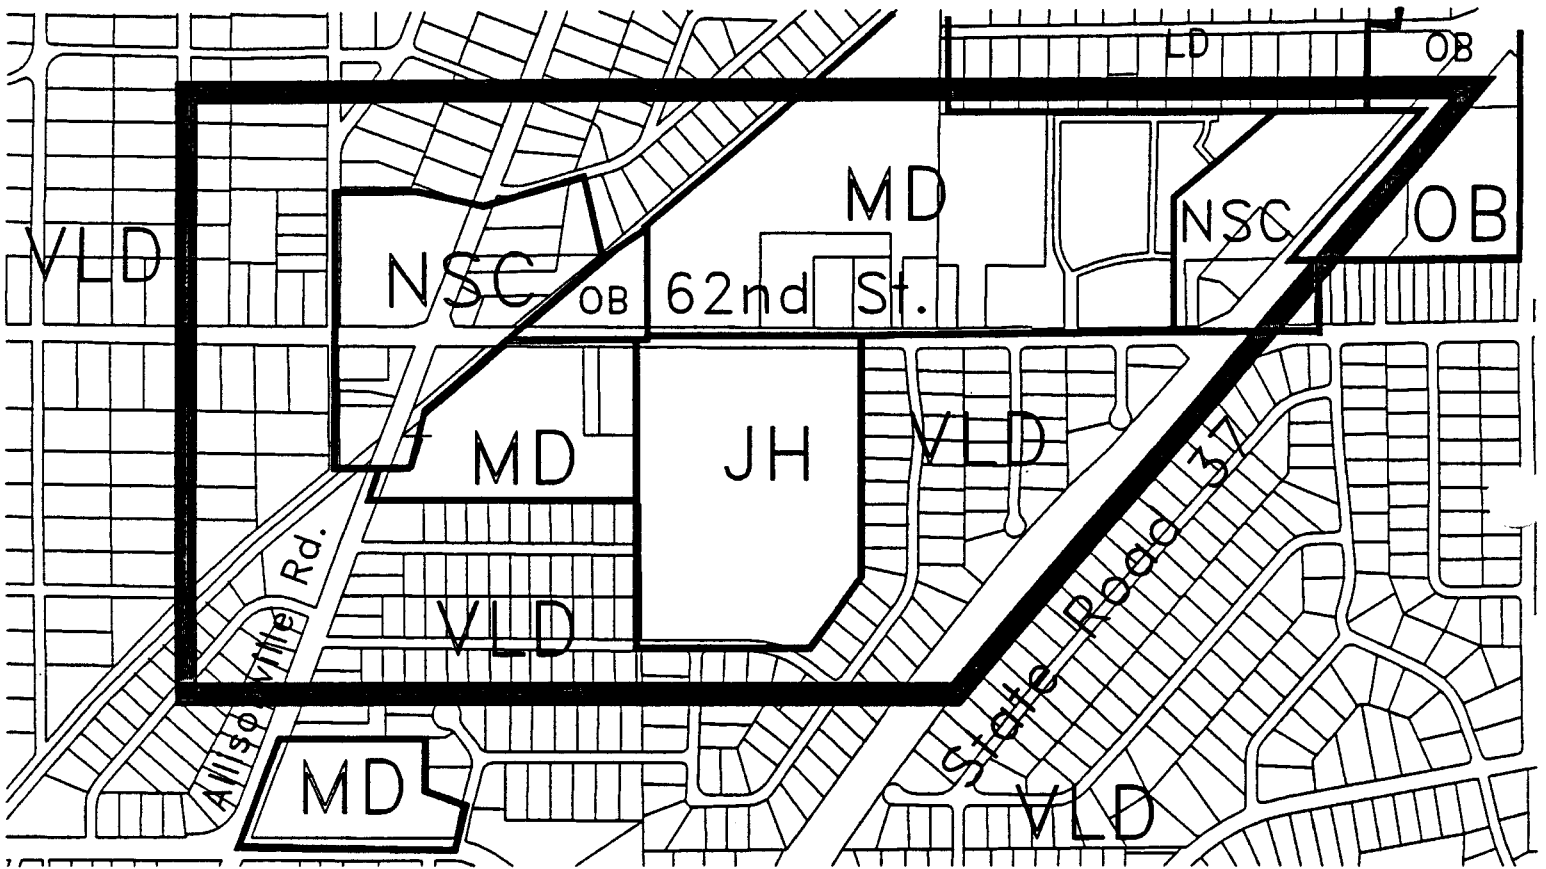 LD
OB
MD
VLD
NSC
OB
NSC
OB
62nd St.
VLD
MD
JH
State Road 37
Allisonville Rd.
VLD
MD
VLD